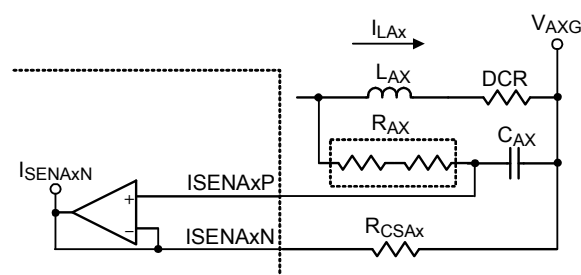 I_LAx
V_AXG
L_AX
DCR
R_AX
C_AX
I_SENAxN
ISENAxP
+
ISENAxN
−
R_CSAx